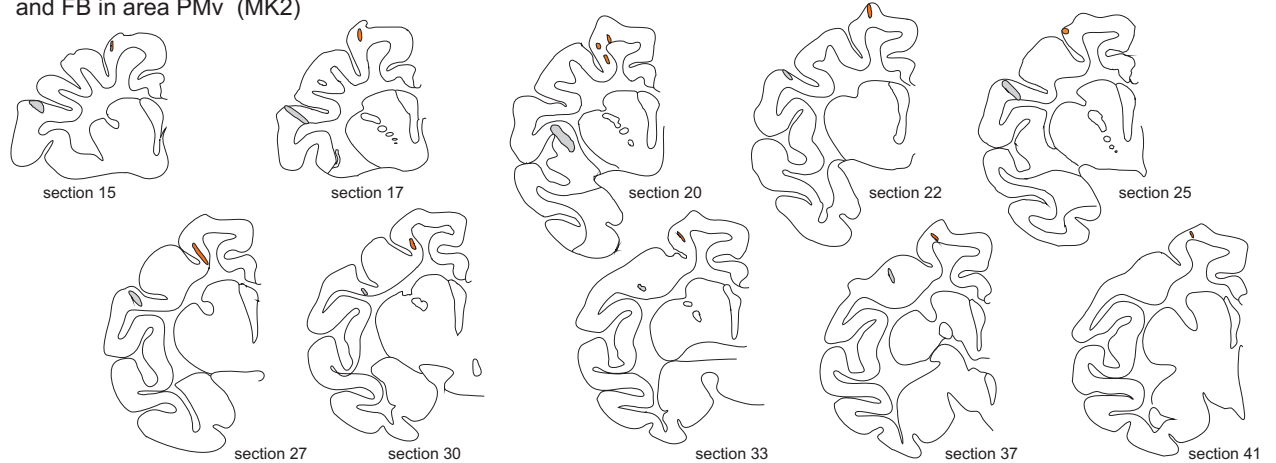 and FB in area PMv (MK2)
section 15
section 17
section 20
section 22
section 25
section 27
section 30
section 33
section 37
section 41